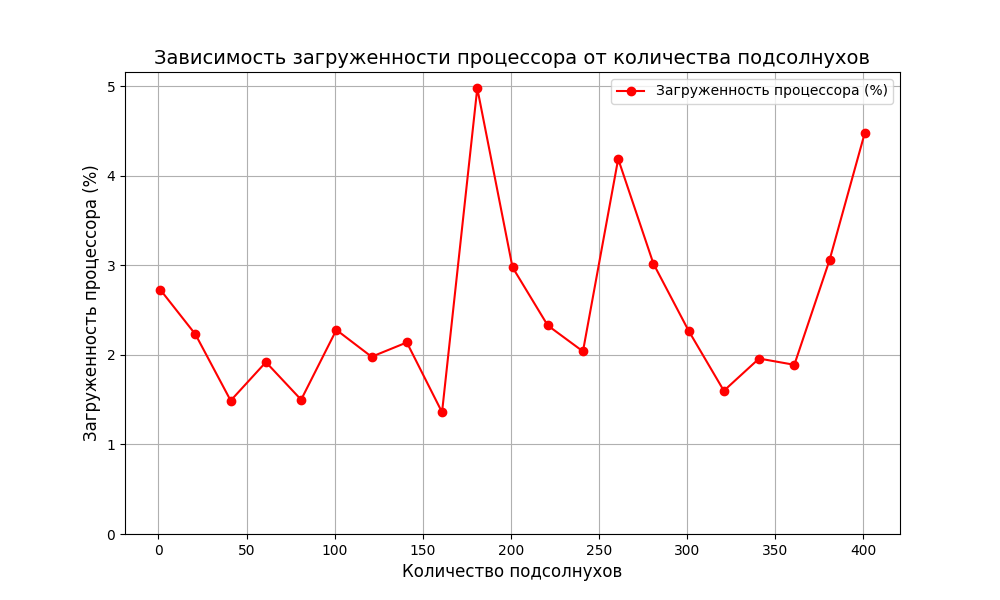 Зависимость загруженности процессора от количества подсолнухов
Загруженность процессора (%)
Загруженность процессора (%)
5
4
3
2
1
0
0 50 100 150 200 250 300 350 400
Количество подсолнухов